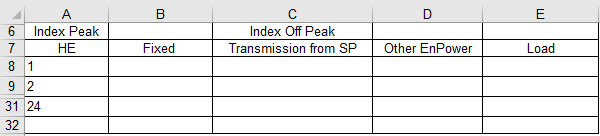 A B C D E
6 Index Peak Index Off Peak
7 HE Fixed Transmission from SP Other EnPower Load
8 1
9 2
31 24
32